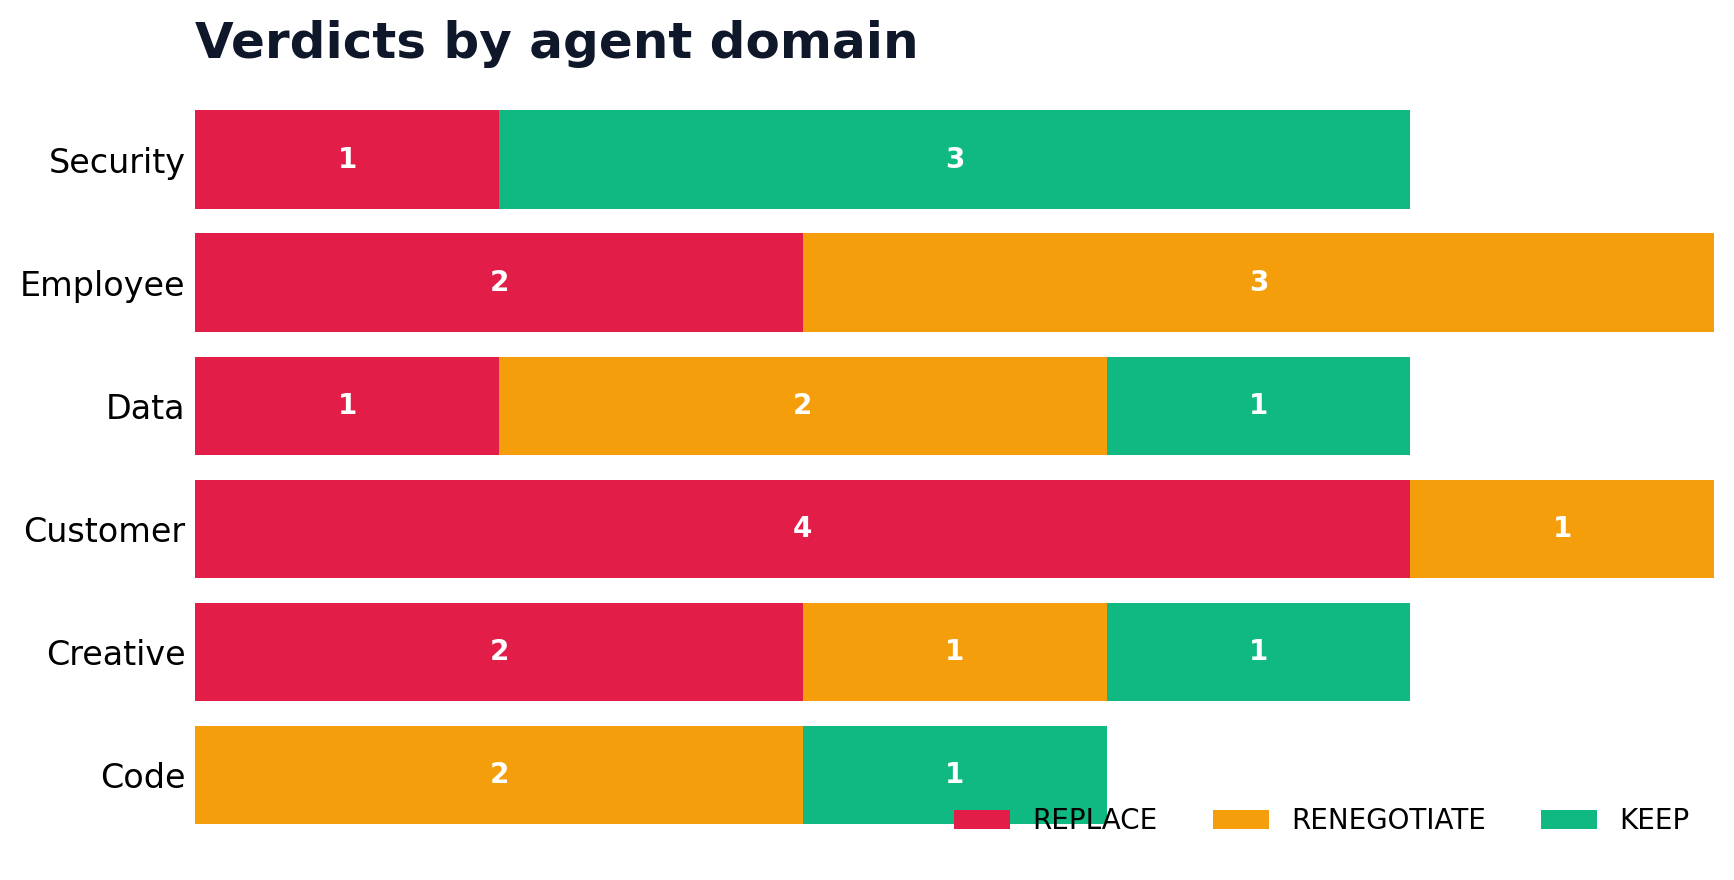 Verdicts by agent domain
Security 1 3
Employee 2 3
Data 1 2 1
Customer 4 1
Creative 2 1 1
Code 2 1
REPLACE RENEGOTIATE KEEP